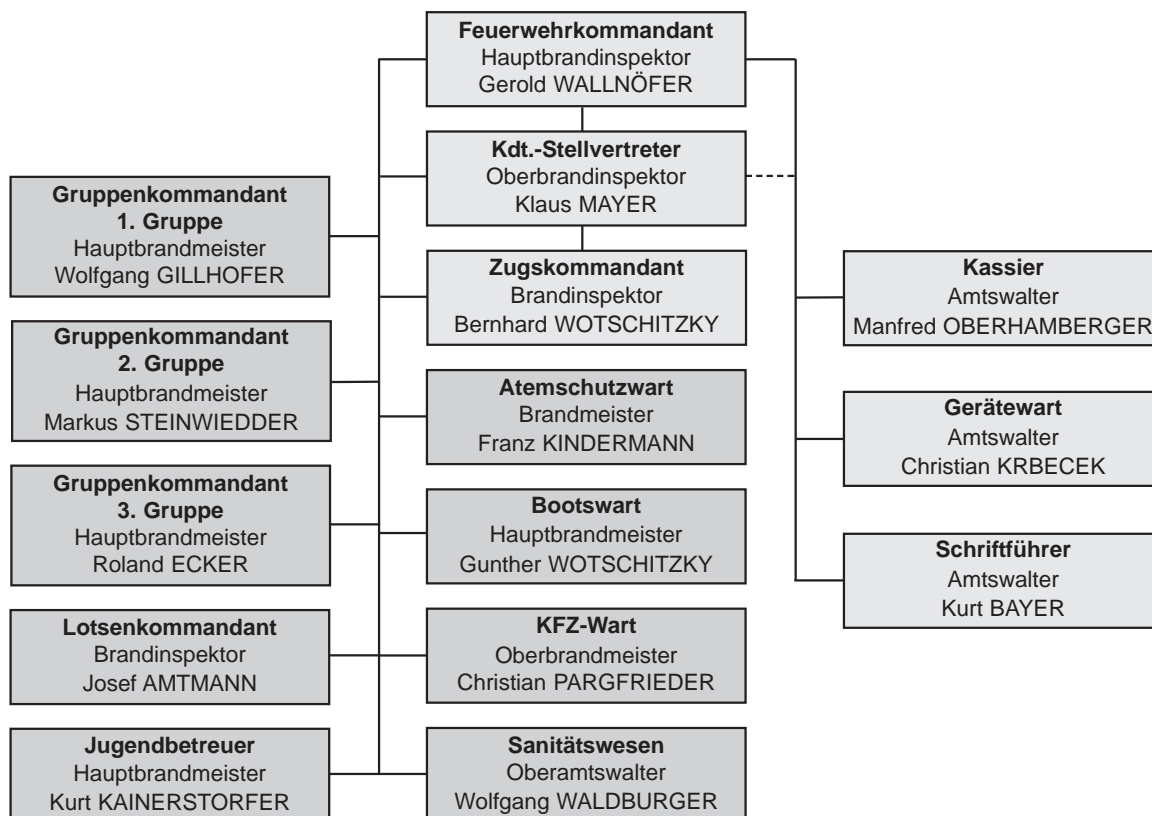 Feuerwehrkommandant
Hauptbrandinspektor
Gerold WALLNÖFER
Kdt.-Stellvertreter
Oberbrandinspektor
Klaus MAYER
Zugskommandant
Brandinspektor
Bernhard WOTSCHITZKY
Atemschutzwart
Brandmeister
Franz KINDERMANN
Bootswart
Hauptbrandmeister
Gunther WOTSCHITZKY
KFZ-Wart
Oberbrandmeister
Christian PARGFRIEDER
Sanitätswesen
Oberamtswalter
Wolfgang WALDBURGER
Gruppenkommandant
1. Gruppe
Hauptbrandmeister
Wolfgang GILLHOFER
Gruppenkommandant
2. Gruppe
Hauptbrandmeister
Markus STEINWIEDDER
Gruppenkommandant
3. Gruppe
Hauptbrandmeister
Roland ECKER
Lotsenkommandant
Brandinspektor
Josef AMTMANN
Jugendbetreuer
Hauptbrandmeister
Kurt KAINERSTORFER
Kassier
Amtswalter
Manfred OBERHAMBERGER
Gerätewart
Amtswalter
Christian KRBECEK
Schriftführer
Amtswalter
Kurt BAYER